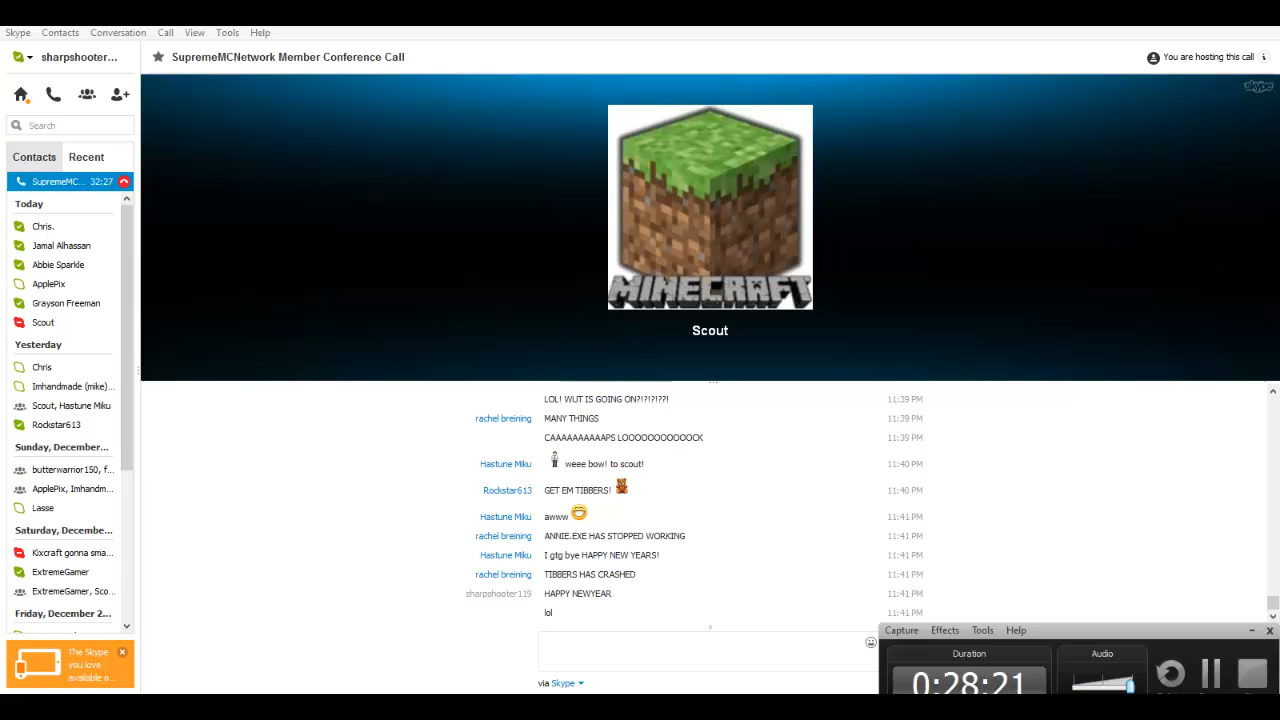 Skype Contacts Conversation Call View Tools Help
sharpshooter...
SupremeMCNetwork Member Conference Call
You are hosting this call
skype
Search
Contacts Recent
SupremeMC... 32:27
Today
Chris.
Jamal Alhassan
Abbie Sparkle
ApplePix
Grayson Freeman
Scout
Yesterday
Chris
Imhandmade (mike)...
Scout, Hastune Miku
Rockstar613
Sunday, December...
butterwarrior150, f...
ApplePix, Imhandm...
Lasse
Saturday, Decembe...
Kixcraft gonna sma...
ExtremeGamer
ExtremeGamer, Sco...
Friday, December 2...
The Skype
you love
available o...
MINECRAFT
Scout
LOL! WUT IS GOING ON?!?!?!??! 11:39 PM
rachel breining MANY THINGS 11:39 PM
CAAAAAAAAAPS LOOOOOOOOOOCK 11:39 PM
Hastune Miku weee bow! to scout! 11:40 PM
Rockstar613 GET EM TIBBERS! 11:40 PM
Hastune Miku awww 11:41 PM
rachel breining ANNIE.EXE HAS STOPPED WORKING 11:41 PM
Hastune Miku I gtg bye HAPPY NEW YEARS! 11:41 PM
rachel breining TIBBERS HAS CRASHED 11:41 PM
sharpshooter119 HAPPY NEWYEAR 11:41 PM
lol 11:41 PM
via Skype
Capture Effects Tools Help
Duration
0:28:21
Audio